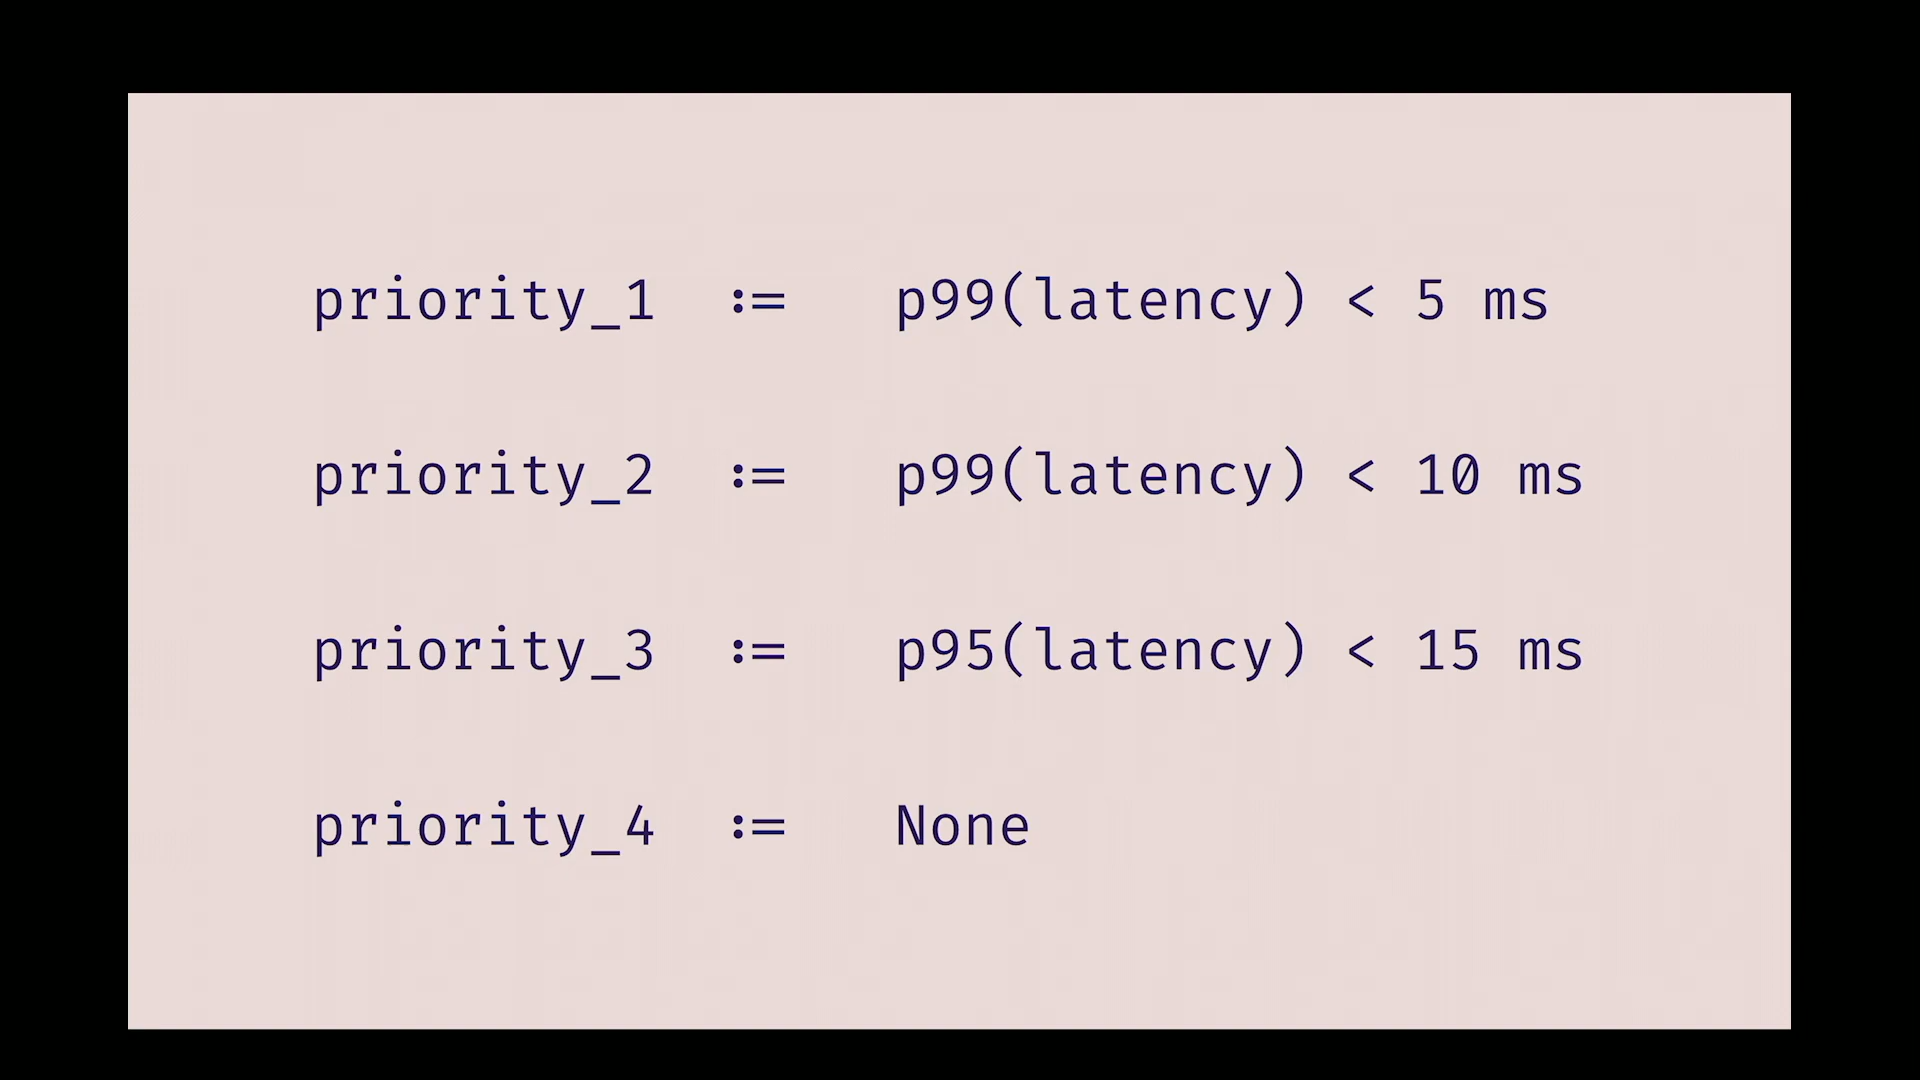 priority_1 := p99(latency) < 5 ms
priority_2 := p99(latency) < 10 ms
priority_3 := p95(latency) < 15 ms
priority_4 := None